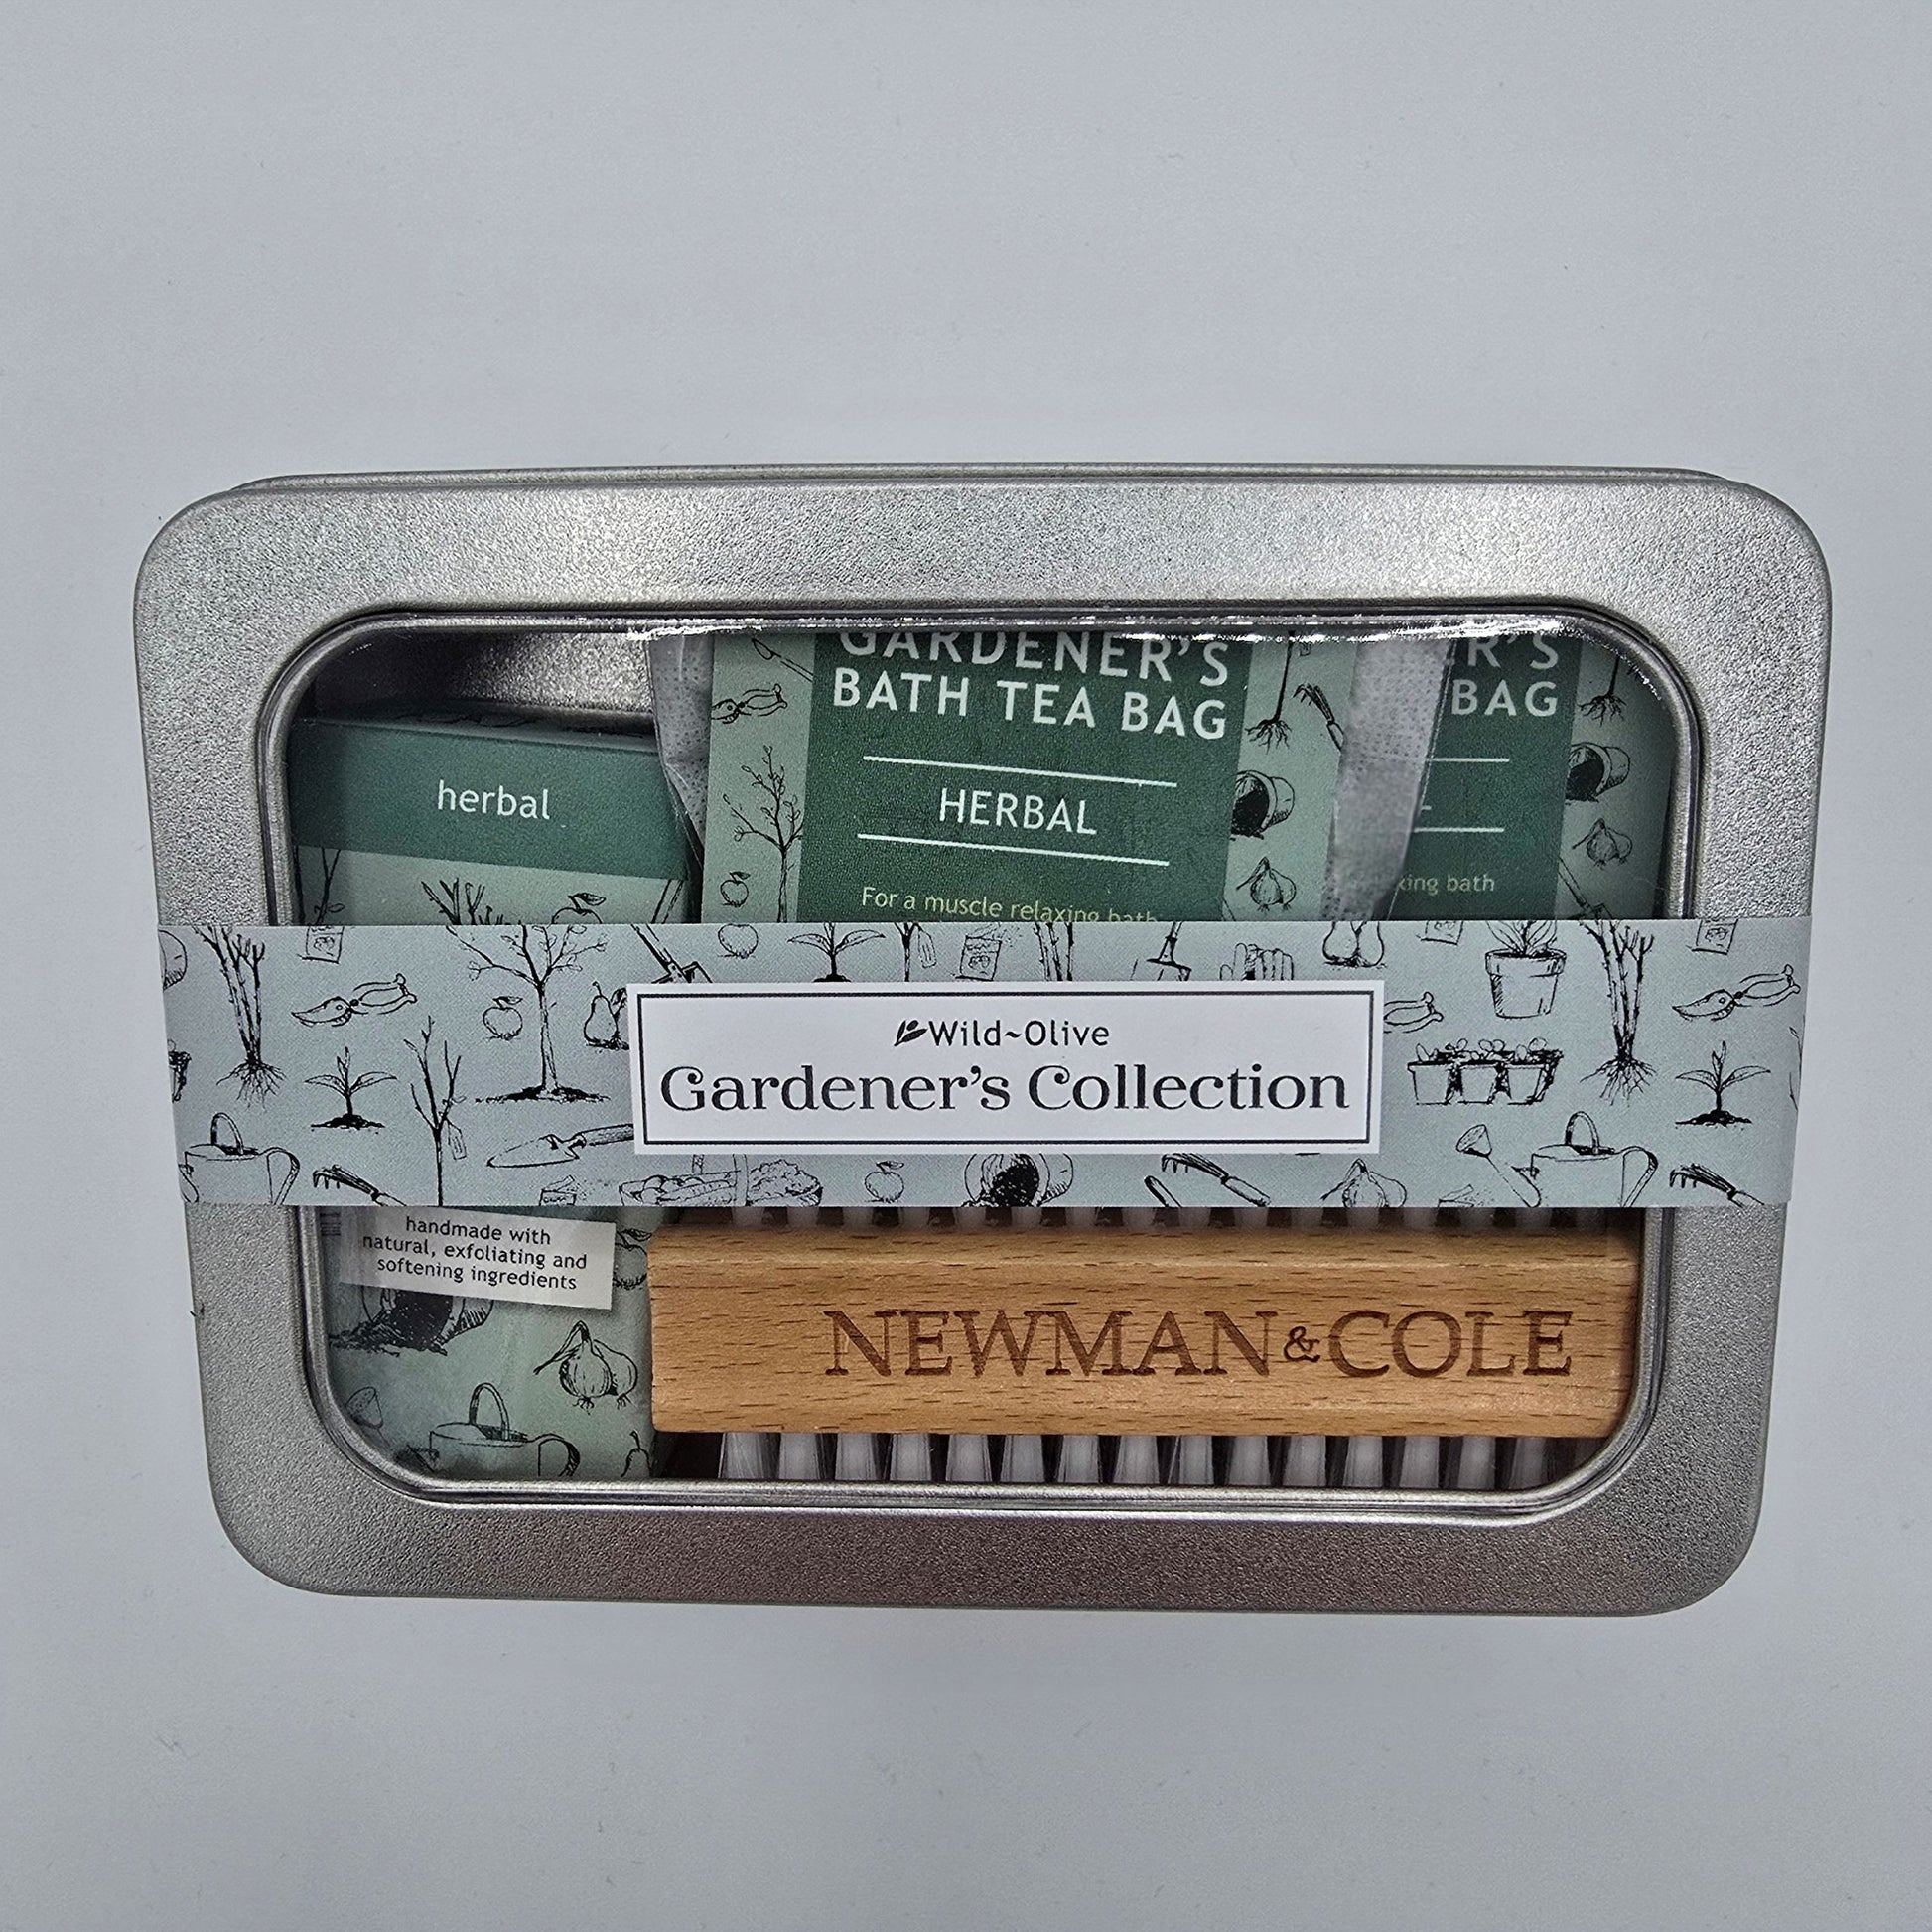 GARDENER'S
BATH TEA BAG
HERBAL
For a muscle relaxing bath
R'S
BAG
bath
herbal
Wild~Olive
Gardener's Collection
handmade with
natural, exfoliating and
softening ingredients
NEWMAN & COLE